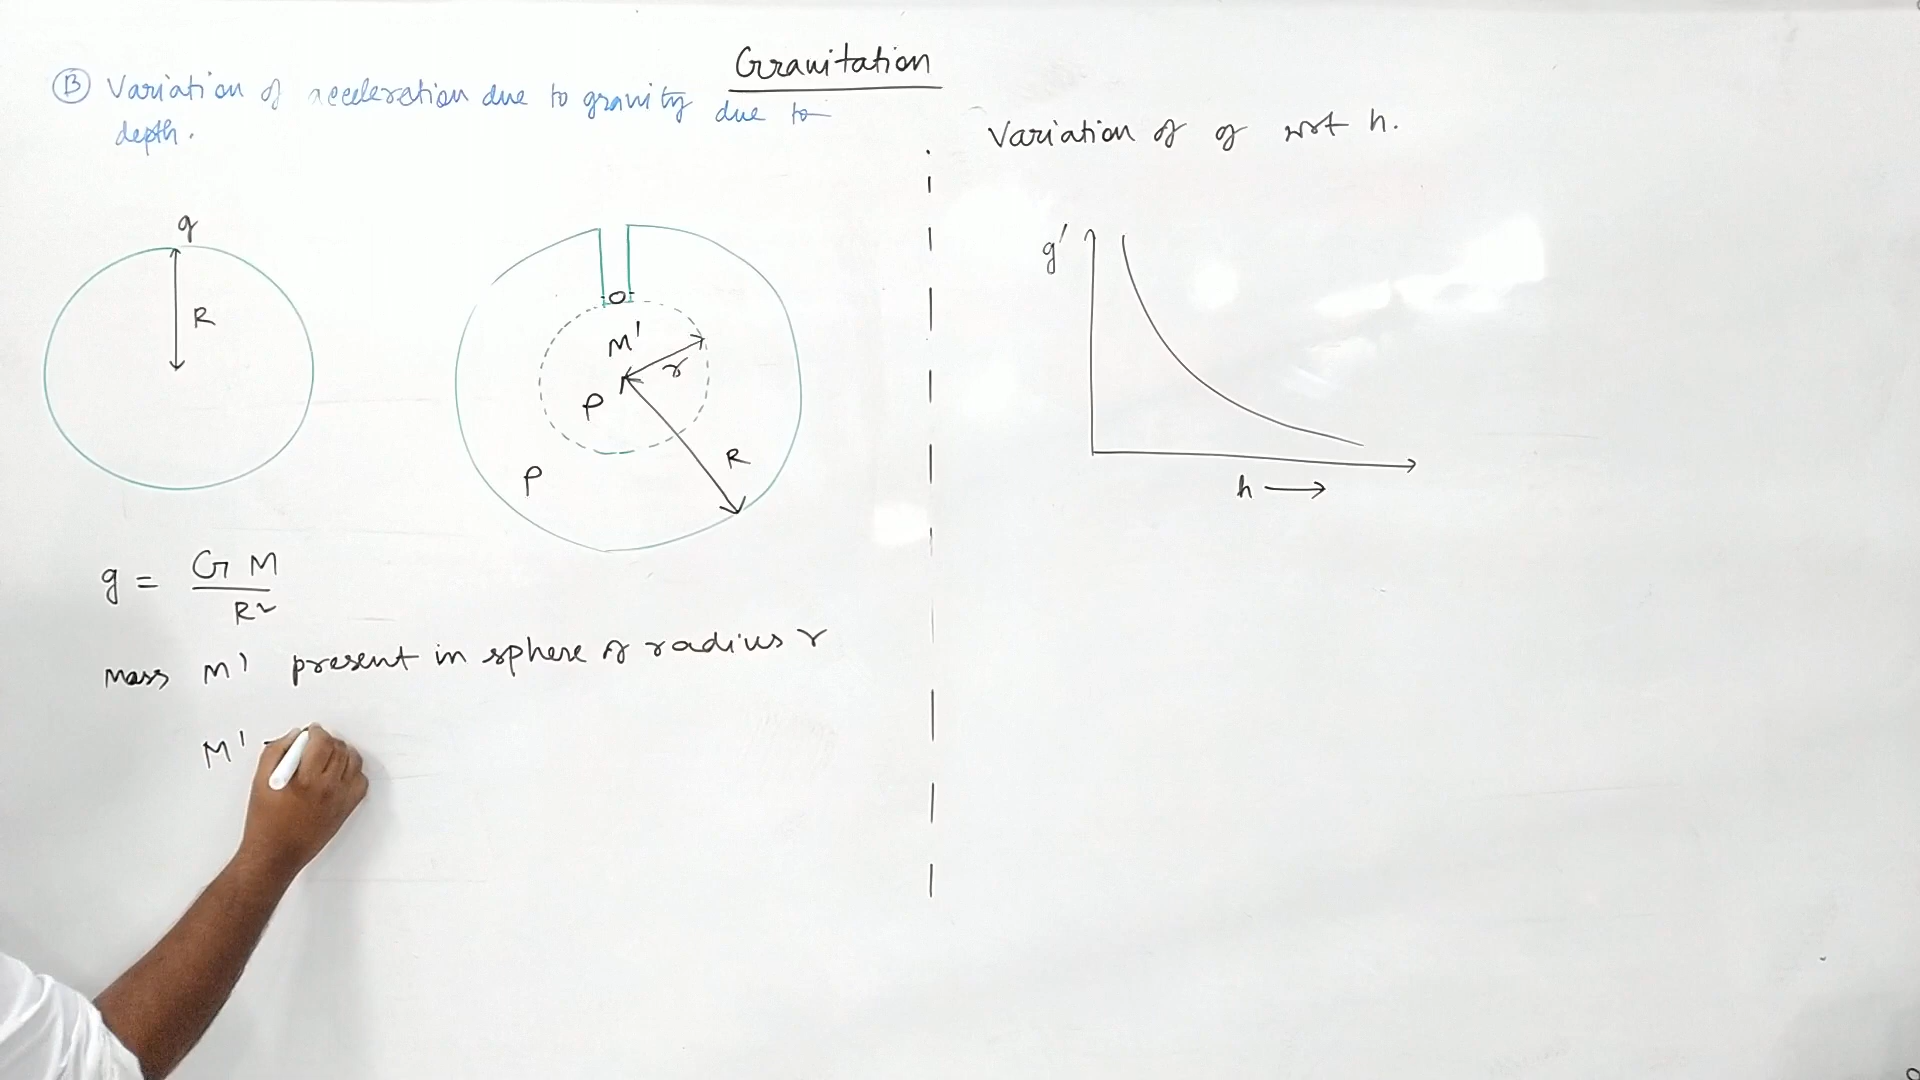 Gravitation
Ⓑ Variation of acceleration due to gravity due to
depth.
g
R
M'
r
ρ
R
ρ
g = G M
R²
Mass M' present in sphere of radius r
M'
Variation of g wrt h.
g'
h →